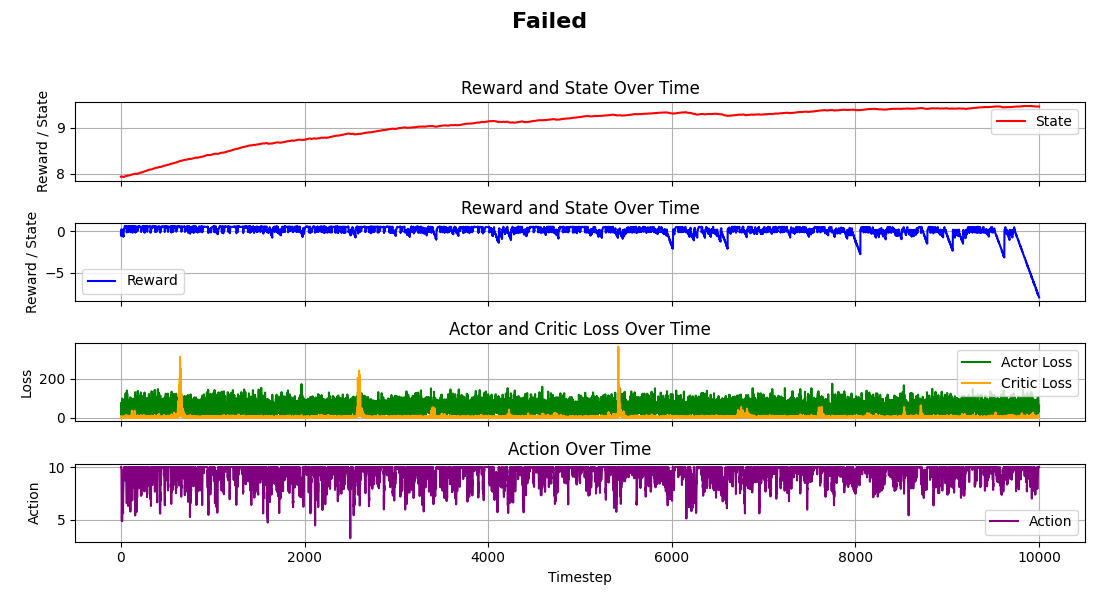 Failed
Reward and State Over Time
Reward / State
9
8
State
Reward and State Over Time
Reward / State
0
−5
Reward
Actor and Critic Loss Over Time
Loss
200
0
Actor Loss
Critic Loss
Action Over Time
Action
10
5
Action
0 2000 4000 6000 8000 10000
Timestep